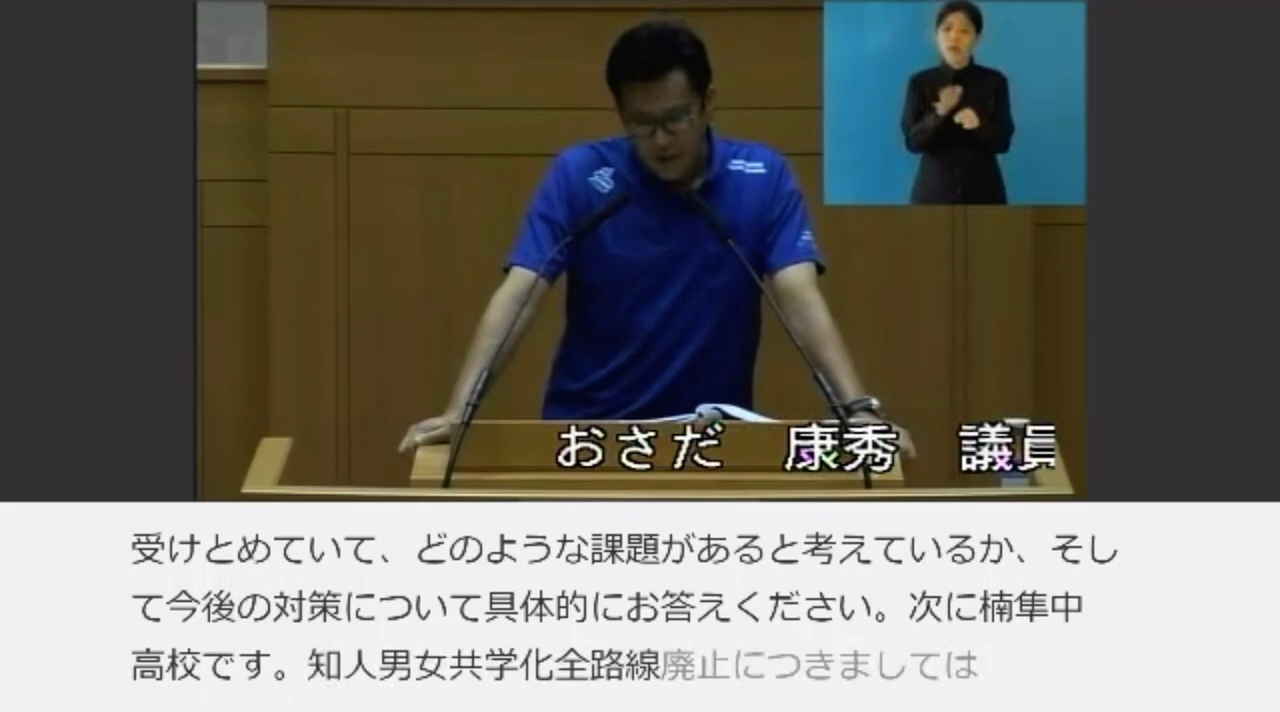 おさだ　康秀　議員
受けとめていて、どのような課題があると考えているか、そし
て今後の対策について具体的にお答えください。次に楠隼中
高校です。知人男女共学化全路線廃止につきましては